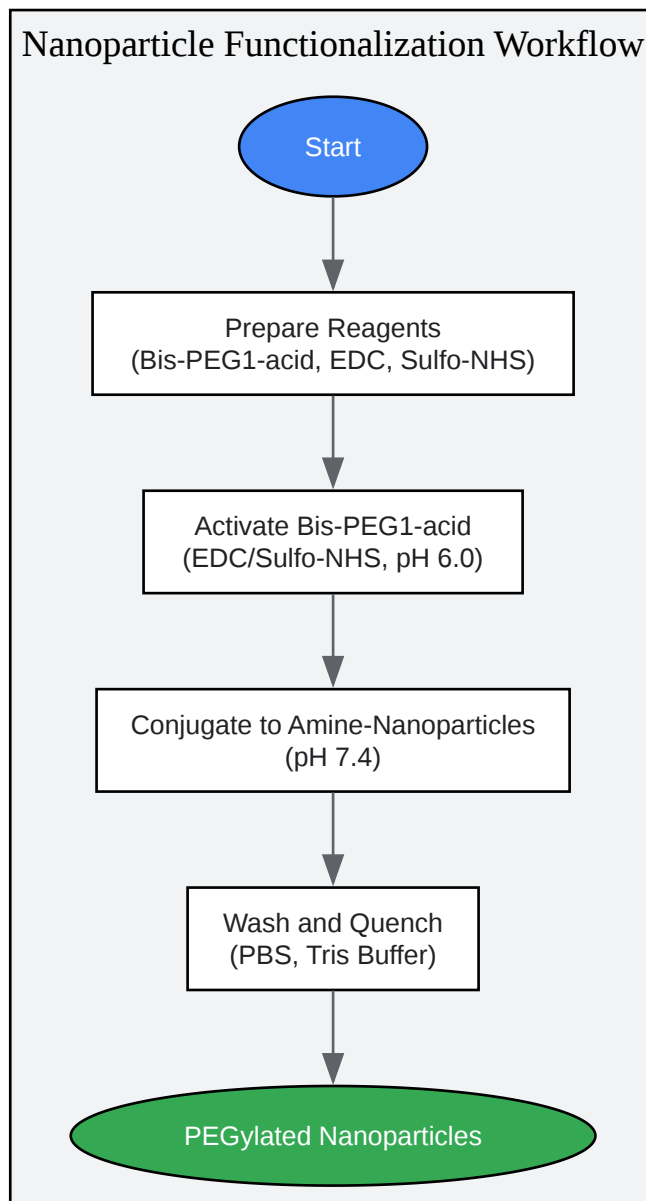 Nanoparticle Functionalization Workflow
Start
Prepare Reagents
(Bis-PEG1-acid, EDC, Sulfo-NHS)
Activate Bis-PEG1-acid
(EDC/Sulfo-NHS, pH 6.0)
Conjugate to Amine-Nanoparticles
(pH 7.4)
Wash and Quench
(PBS, Tris Buffer)
PEGylated Nanoparticles